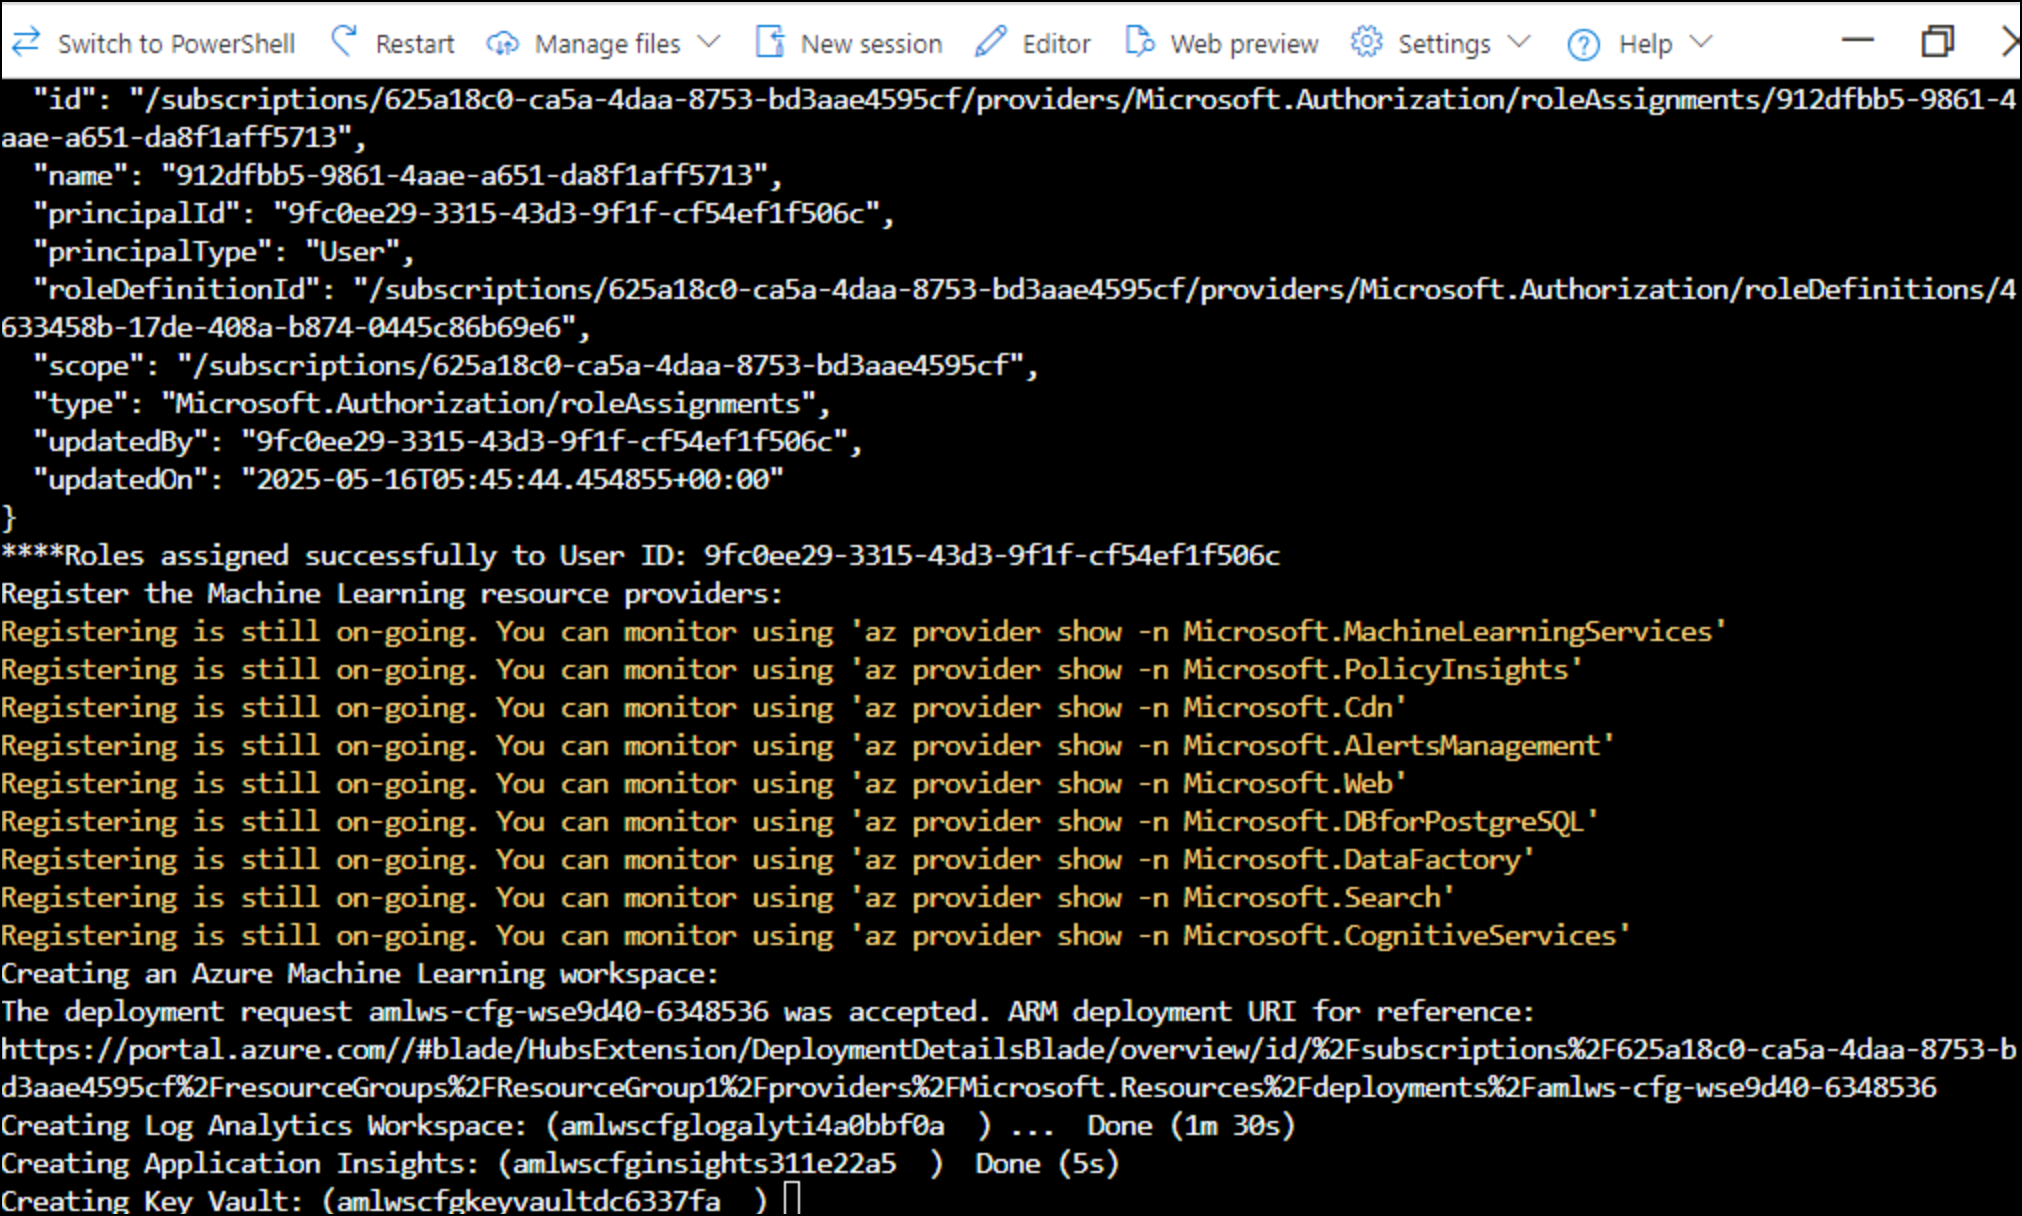 Switch to PowerShell Restart Manage files New session Editor Web preview Settings Help
"id": "/subscriptions/625a18c0-ca5a-4daa-8753-bd3aae4595cf/providers/Microsoft.Authorization/roleAssignments/912dfbb5-9861-4
aae-a651-da8f1aff5713",
"name": "912dfbb5-9861-4aae-a651-da8f1aff5713",
"principalId": "9fc0ee29-3315-43d3-9f1f-cf54ef1f506c",
"principalType": "User",
"roleDefinitionId": "/subscriptions/625a18c0-ca5a-4daa-8753-bd3aae4595cf/providers/Microsoft.Authorization/roleDefinitions/4
633458b-17de-408a-b874-0445c86b69e6",
"scope": "/subscriptions/625a18c0-ca5a-4daa-8753-bd3aae4595cf",
"type": "Microsoft.Authorization/roleAssignments",
"updatedBy": "9fc0ee29-3315-43d3-9f1f-cf54ef1f506c",
"updatedOn": "2025-05-16T05:45:44.454855+00:00"
}
****Roles assigned successfully to User ID: 9fc0ee29-3315-43d3-9f1f-cf54ef1f506c
Register the Machine Learning resource providers:
Registering is still on-going. You can monitor using 'az provider show -n Microsoft.MachineLearningServices'
Registering is still on-going. You can monitor using 'az provider show -n Microsoft.PolicyInsights'
Registering is still on-going. You can monitor using 'az provider show -n Microsoft.Cdn'
Registering is still on-going. You can monitor using 'az provider show -n Microsoft.AlertsManagement'
Registering is still on-going. You can monitor using 'az provider show -n Microsoft.Web'
Registering is still on-going. You can monitor using 'az provider show -n Microsoft.DBforPostgreSQL'
Registering is still on-going. You can monitor using 'az provider show -n Microsoft.DataFactory'
Registering is still on-going. You can monitor using 'az provider show -n Microsoft.Search'
Registering is still on-going. You can monitor using 'az provider show -n Microsoft.CognitiveServices'
Creating an Azure Machine Learning workspace:
The deployment request amlws-cfg-wse9d40-6348536 was accepted. ARM deployment URI for reference:
https://portal.azure.com//#blade/HubsExtension/DeploymentDetailsBlade/overview/id/%2Fsubscriptions%2F625a18c0-ca5a-4daa-8753-b
d3aae4595cf%2FresourceGroups%2FResourceGroup1%2Fproviders%2FMicrosoft.Resources%2Fdeployments%2Famlws-cfg-wse9d40-6348536
Creating Log Analytics Workspace: (amlwscfglogalyti4a0bbf0a  ) ...  Done (1m 30s)
Creating Application Insights: (amlwscfginsights311e22a5  )  Done (5s)
Creating Key Vault: (amlwscfgkeyvaultdc6337fa  )